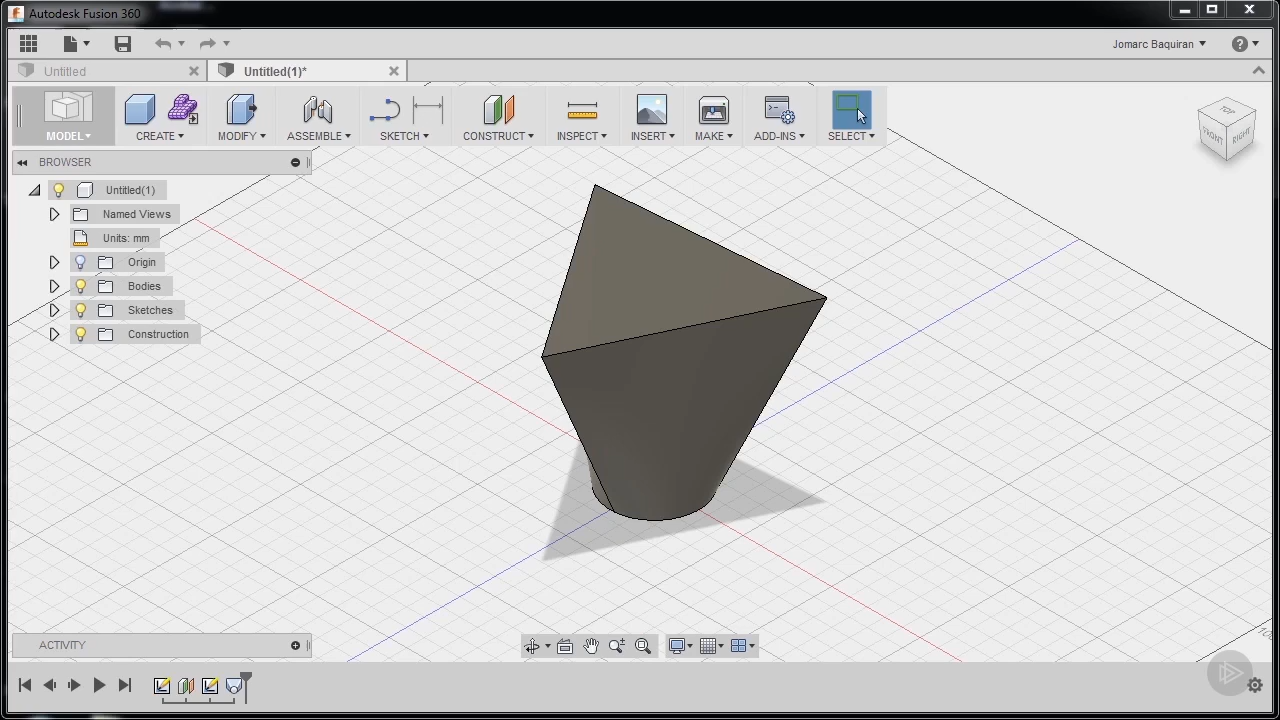 Autodesk Fusion 360
Jomarc Baquiran
Untitled
Untitled(1)*
MODEL
CREATE
MODIFY
ASSEMBLE
SKETCH
CONSTRUCT
INSPECT
INSERT
MAKE
ADD-INS
SELECT
TOP
FRONT
RIGHT
BROWSER
Untitled(1)
Named Views
Units: mm
Origin
Bodies
Sketches
Construction
ACTIVITY